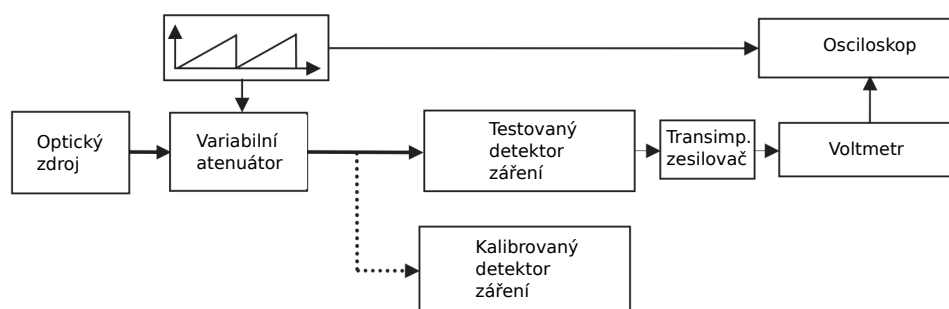 Osciloskop
Optický
zdroj
Variabilní
atenuátor
Testovaný
detektor
záření
Transimp.
zesilovač
Voltmetr
Kalibrovaný
detektor
záření